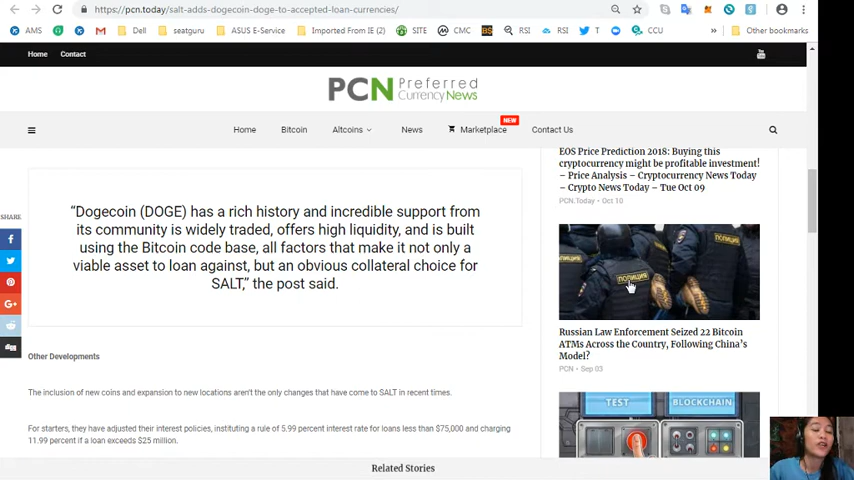 https://pcn.today/salt-adds-dogecoin-doge-to-accepted-loan-currencies/
AMS
Dell
seatguru
ASUS E-Service
Imported From IE (2)
SITE
CMC
RSI
RSI
T
CCU
Other bookmarks
Home Contact
PCN Preferred
Currency News
NEW
Home Bitcoin Altcoins News Marketplace Contact Us
SHARE
“Dogecoin (DOGE) has a rich history and incredible support from
its community is widely traded, offers high liquidity, and is built
using the Bitcoin code base, all factors that make it not only a
viable asset to loan against, but an obvious collateral choice for
SALT,” the post said.
Other Developments
The inclusion of new coins and expansion to new locations aren't the only changes that have come to SALT in recent times.
For starters, they have adjusted their interest policies, instituting a rule of 5.99 percent interest rate for loans less than $75,000 and charging
11.99 percent if a loan exceeds $25 million.
EOS Price Prediction 2018: Buying this
cryptocurrency might be profitable investment!
– Price Analysis – Cryptocurrency News Today
– Crypto News Today – Tue Oct 09
PCN.Today - Oct 10
ПОЛИЦИЯ
ПОЛИЦИЯ
ПОЛИЦИЯ
Russian Law Enforcement Seized 22 Bitcoin
ATMs Across the Country, Following China's
Model?
PCN - Sep 03
TEST
BLOCKCHAIN
Related Stories